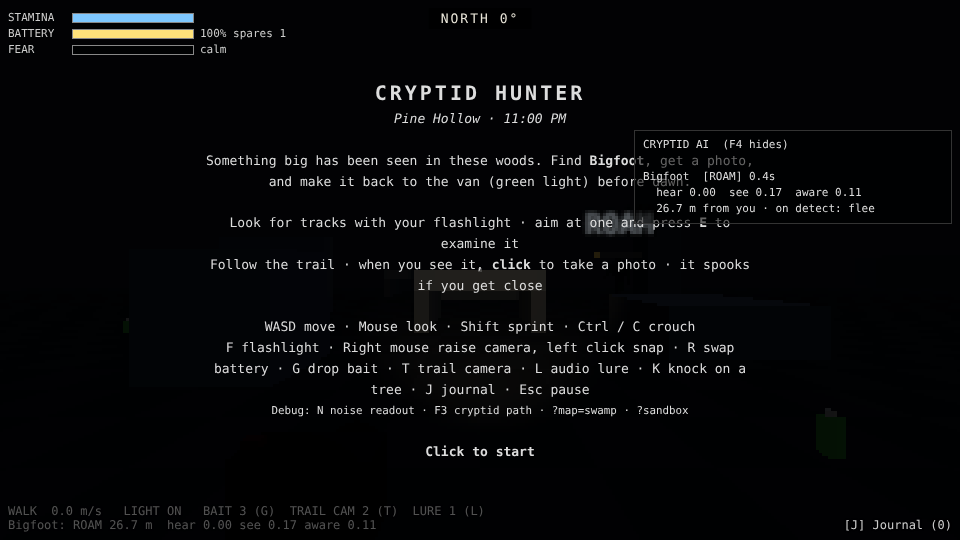 STAMINA
BATTERY 100% spares 1
FEAR calm
NORTH 0°
CRYPTID HUNTER
Pine Hollow · 11:00 PM
Something big has been seen in these woods. Find Bigfoot, get a photo,
and make it back to the van (green light) before dawn.
Look for tracks with your flashlight · aim at one and press E to
examine it
Follow the trail · when you see it, click to take a photo · it spooks
if you get close
WASD move · Mouse look · Shift sprint · Ctrl / C crouch
F flashlight · Right mouse raise camera, left click snap · R swap
battery · G drop bait · T trail camera · L audio lure · K knock on a
tree · J journal · Esc pause
Debug: N noise readout · F3 cryptid path · ?map=swamp · ?sandbox
Click to start
CRYPTID AI (F4 hides)
Bigfoot [ROAM] 0.4s
hear 0.00 see 0.17 aware 0.11
26.7 m from you · on detect: flee
ROAM
WALK 0.0 m/s LIGHT ON BAIT 3 (G) TRAIL CAM 2 (T) LURE 1 (L)
Bigfoot: ROAM 26.7 m hear 0.00 see 0.17 aware 0.11
[J] Journal (0)